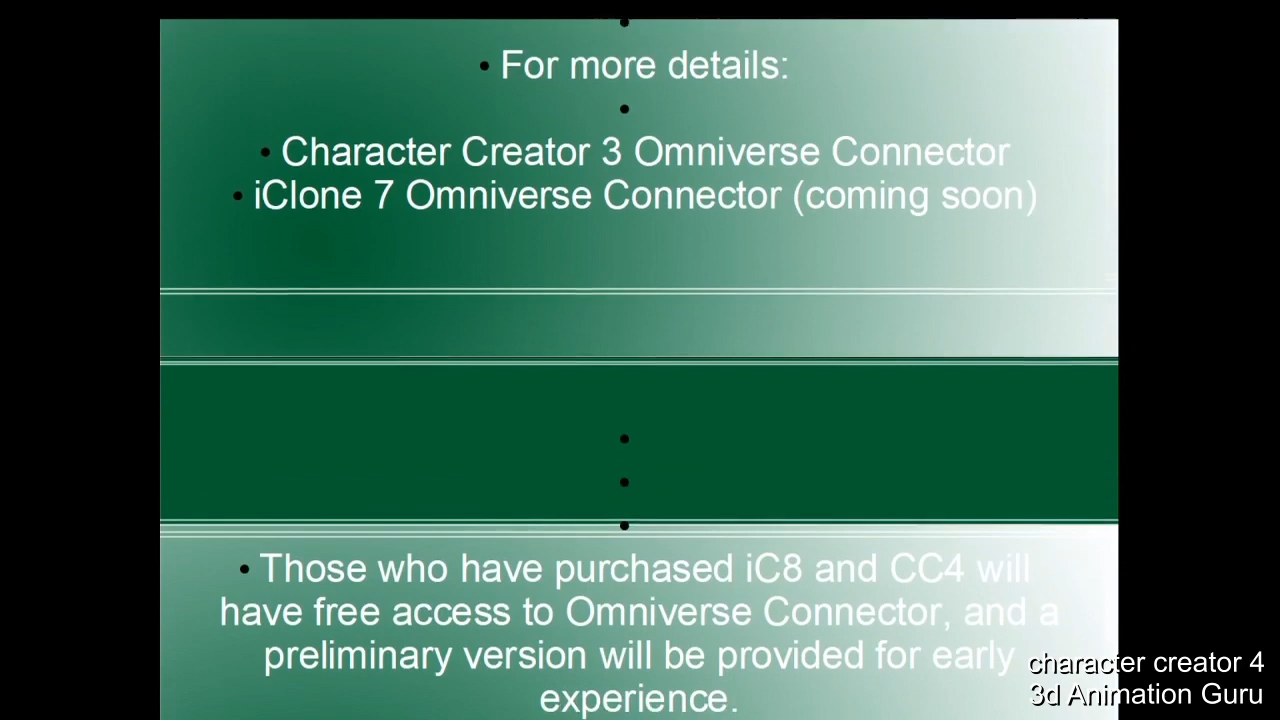 •
• For more details:
•
• Character Creator 3 Omniverse Connector
• iClone 7 Omniverse Connector (coming soon)
•
•
•
• Those who have purchased iC8 and CC4 will
have free access to Omniverse Connector, and a
preliminary version will be provided for early
experience.
character creator 4
3d Animation Guru